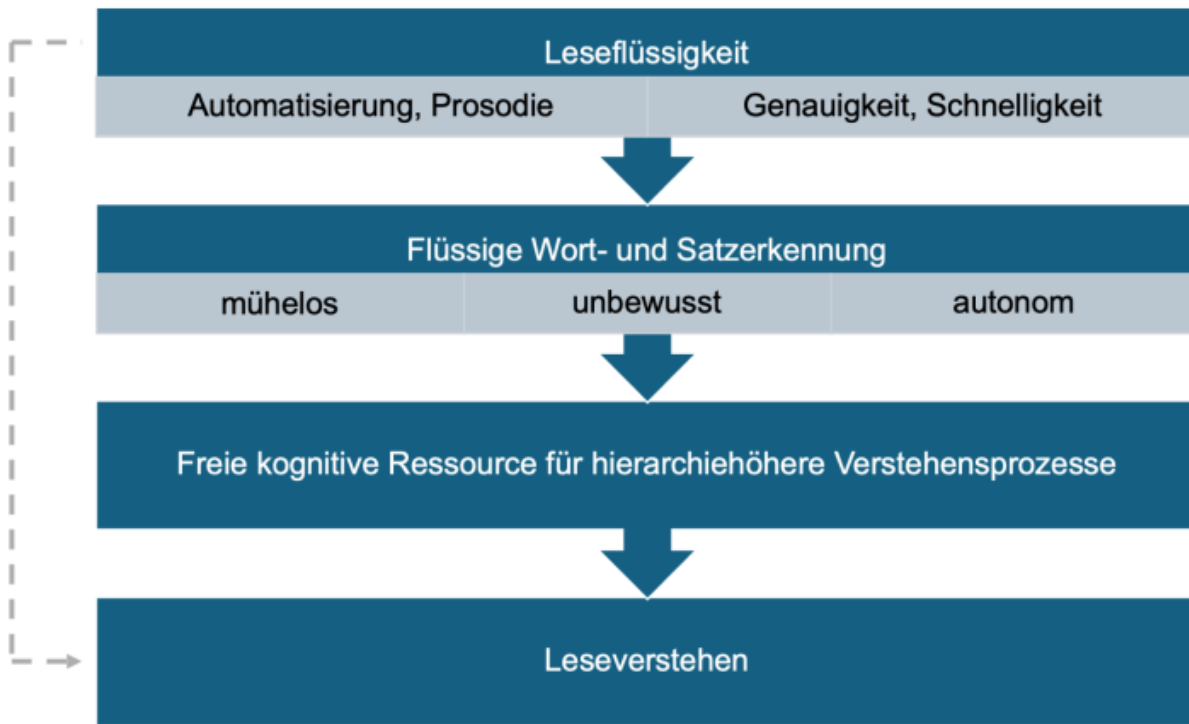 Leseflüssigkeit
Automatisierung, Prosodie
Genauigkeit, Schnelligkeit
Flüssige Wort- und Satzerkennung
mühelos
unbewusst
autonom
Freie kognitive Ressource für hierarchiehöhere Verstehensprozesse
Leseverstehen